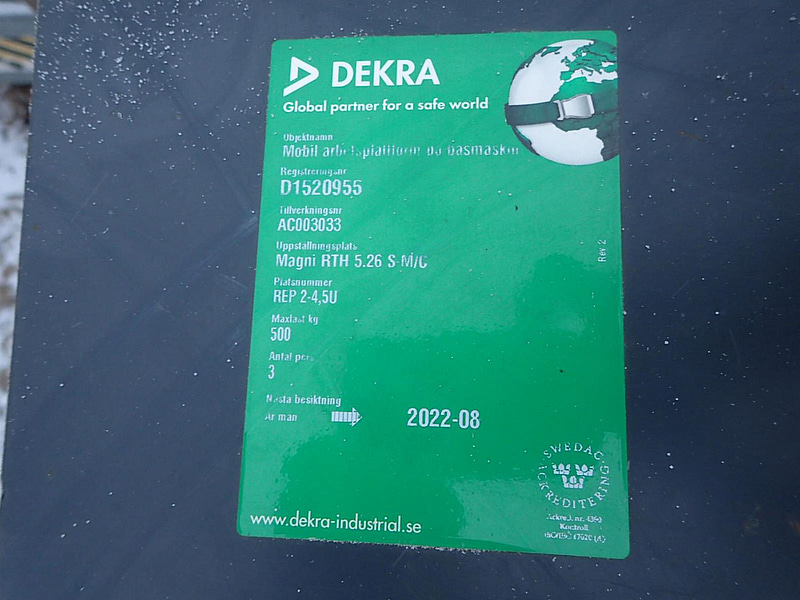 DEKRA
Global partner for a safe world
Objektnamn
Mobil arbetsplattform på basmaskin
Registreringsnr
D1520955
Tillverkningsnr
AC003033
Uppställningsplats
Magni RTH 5.26 S-M/C
Platsnummer
REP 2-4,5U
Maxlast kg
500
Antal pers
3
Nästa besiktning
År mån
2022-08
Rev 2
SWEDAC
ACKREDITERING
Kontroll
www.dekra-industrial.se